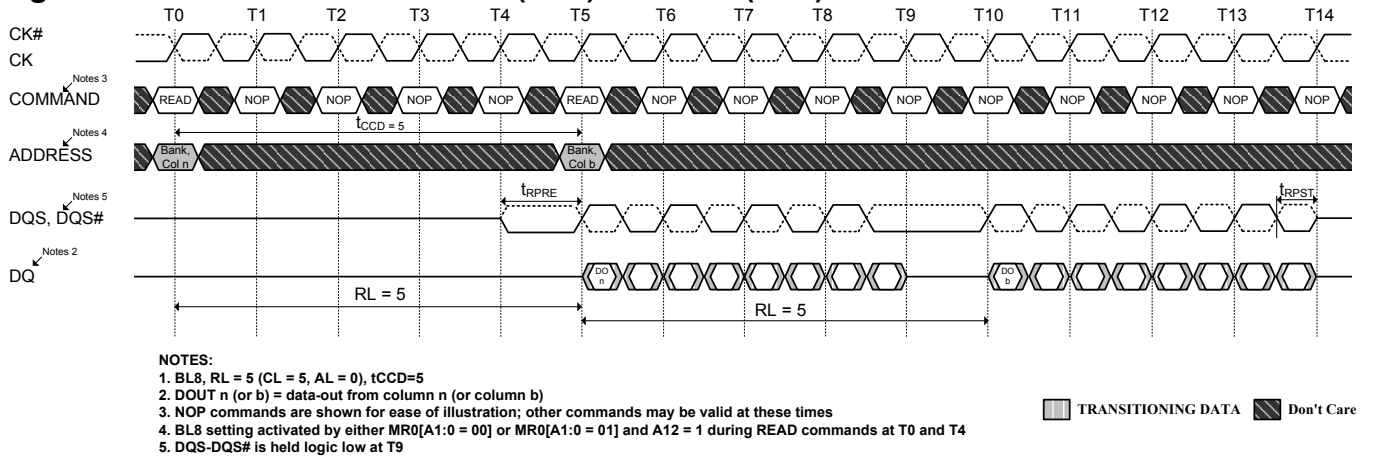 T0 T1 T2 T3 T4 T5 T6 T7 T8 T9 T10 T11 T12 T13 T14
CK#
CK
Notes 3
COMMAND
READ NOP NOP NOP NOP READ NOP NOP NOP NOP NOP NOP NOP NOP NOP
tCCD = 5
Notes 4
ADDRESS
Bank, Col n
Bank, Col b
Notes 5
DQS, DQS#
tRPRE
tRPST
Notes 2
DQ
DO n
DO b
RL = 5
RL = 5
NOTES:
1. BL8, RL = 5 (CL = 5, AL = 0), tCCD=5
2. DOUT n (or b) = data-out from column n (or column b)
3. NOP commands are shown for ease of illustration; other commands may be valid at these times
4. BL8 setting activated by either MR0[A1:0 = 00] or MR0[A1:0 = 01] and A12 = 1 during READ commands at T0 and T4
5. DQS-DQS# is held logic low at T9
TRANSITIONING DATA
Don't Care